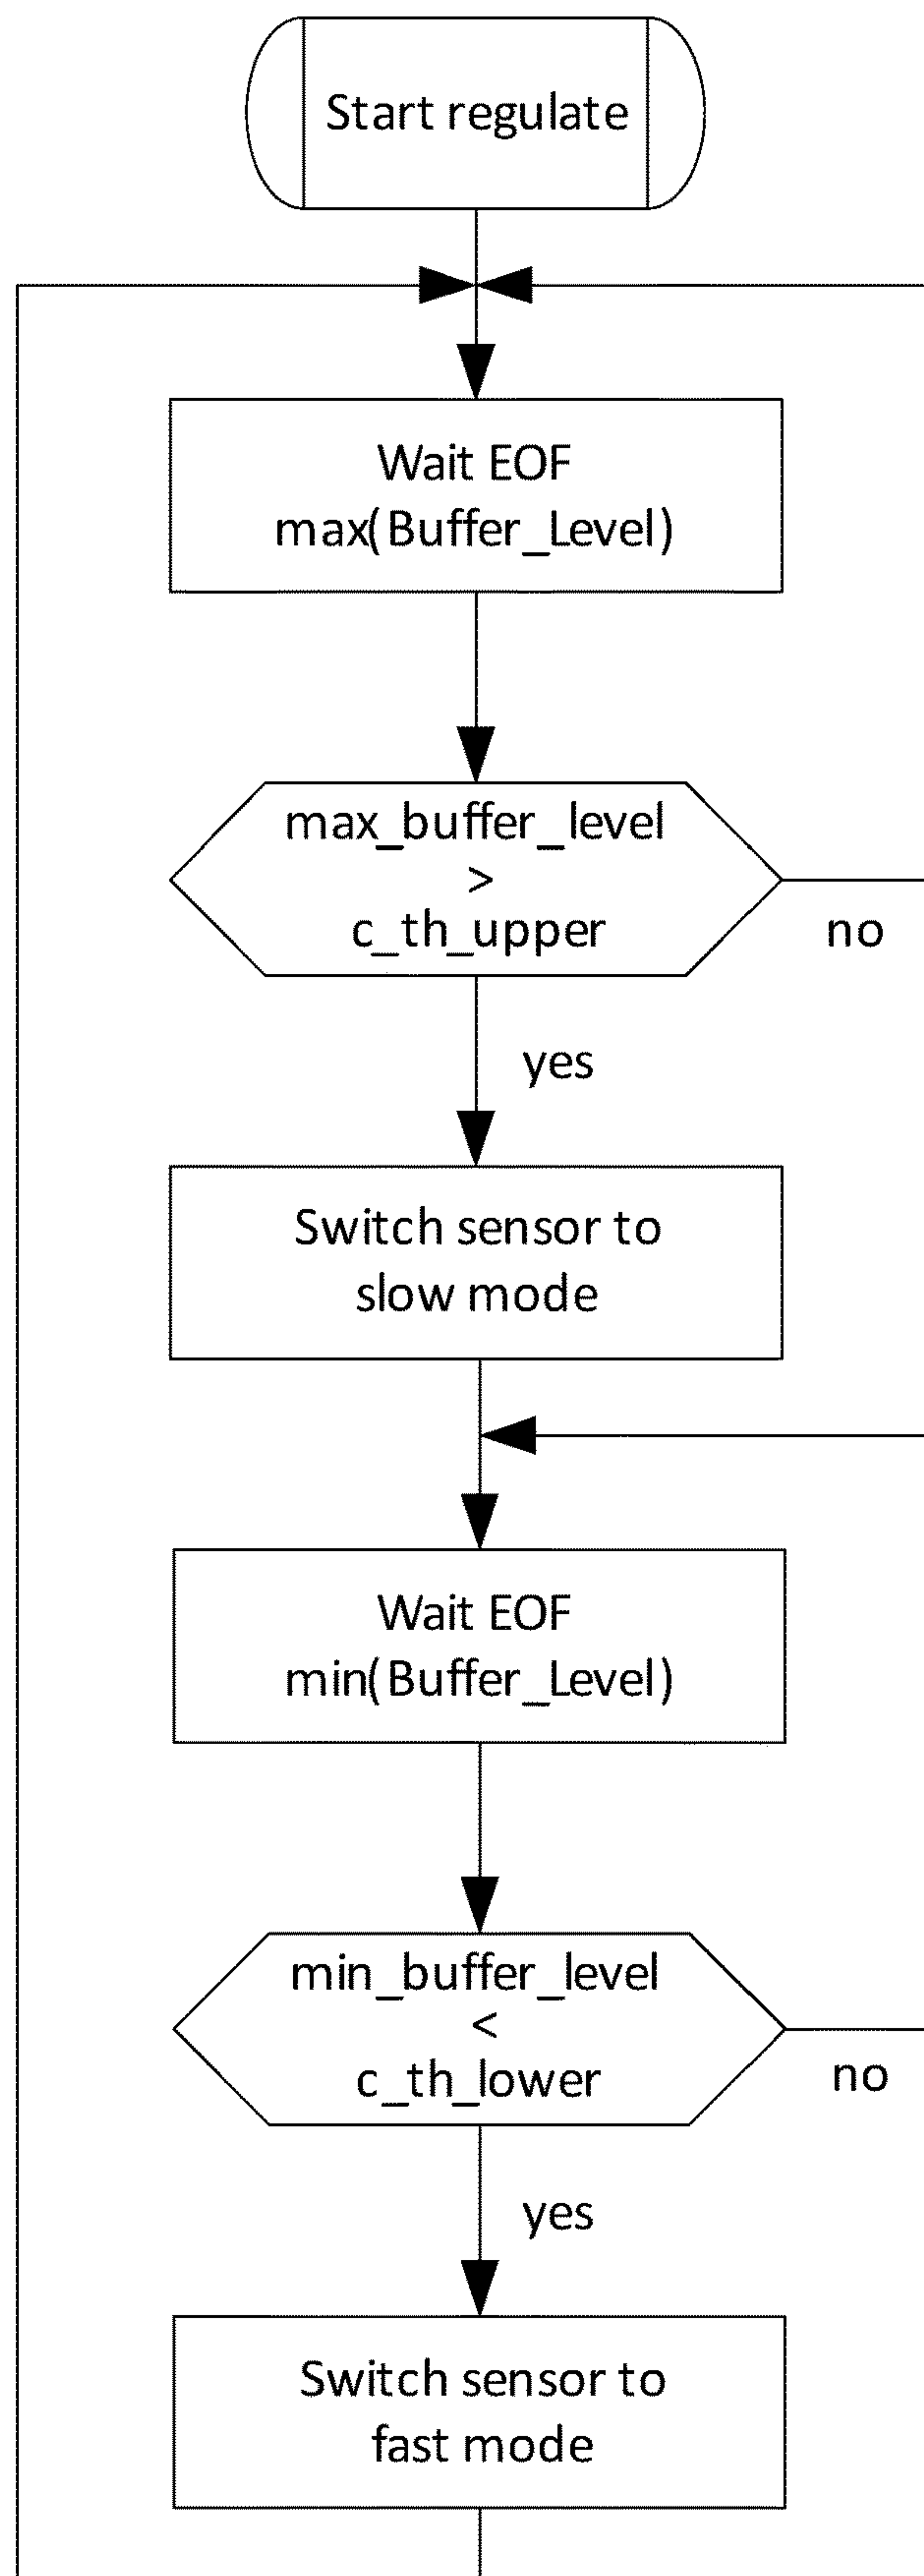 Start regulate
Wait EOF
max(Buffer_Level)
max_buffer_level
>
c_th_upper
no
yes
Switch sensor to
slow mode
Wait EOF
min(Buffer_Level)
min_buffer_level
<
c_th_lower
no
yes
Switch sensor to
fast mode